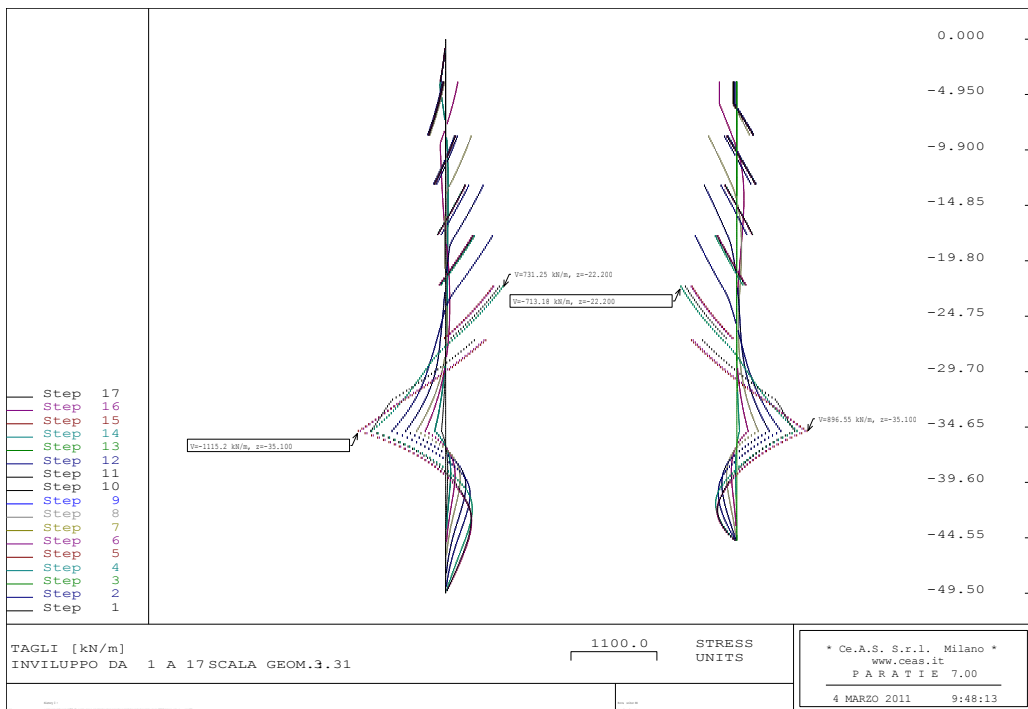 0.000
-4.950
-9.900
-14.85
-19.80
V=731.25 kN/m, z=-22.200
V=-713.18 kN/m, z=-22.200
-24.75
-29.70
Step 17
Step 16
V=896.55 kN/m, z=-35.100
Step 15
-34.65
Step 14
V=-1115.2 kN/m, z=-35.100
Step 13
Step 12
Step 11
-39.60
Step 10
Step 9
Step 8
Step 7
-44.55
Step 6
Step 5
Step 4
Step 3
-49.50
Step 2
Step 1
TAGLI [kN/m]
1100.0
STRESS
UNITS
INVILUPPO DA 1 A 17 SCALA GEOM.3.31
* Ce.A.S. S.r.l. Milano *
www.ceas.it
P A R A T I E 7.00
4 MARZO 2011 9:48:13